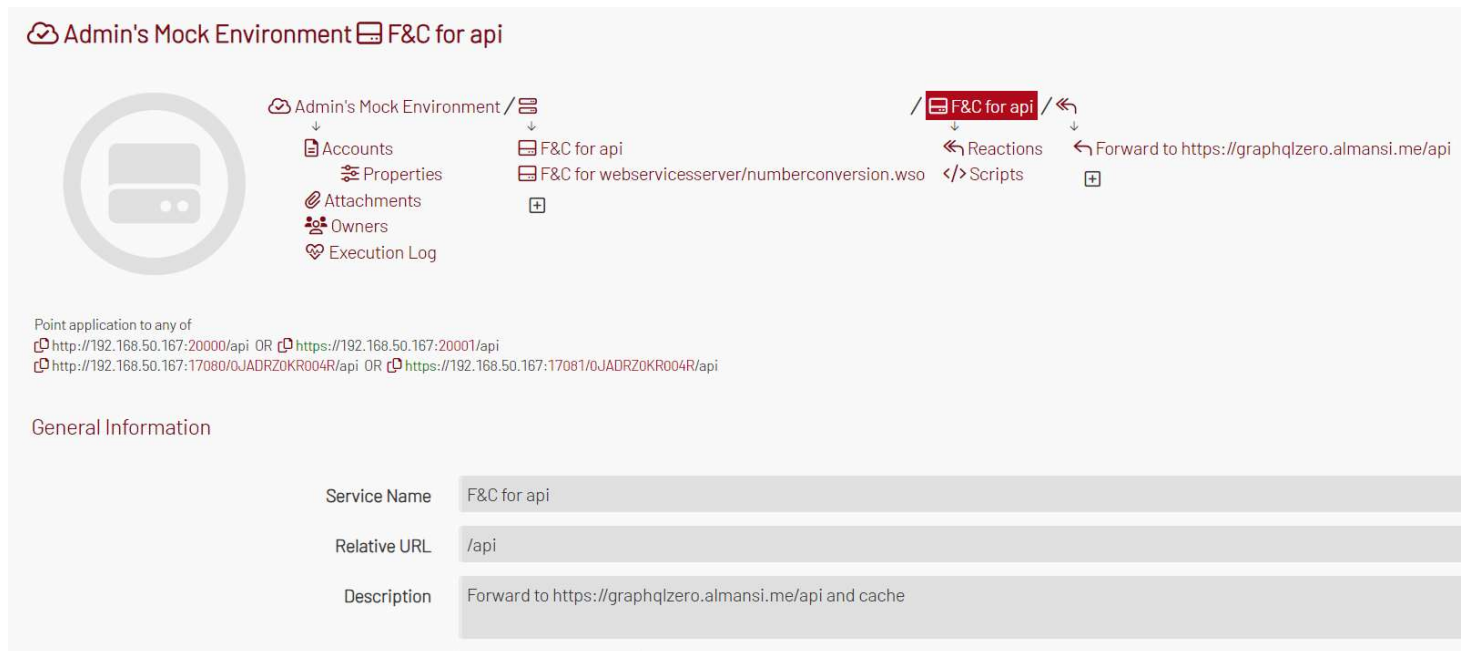 Admin's Mock Environment F&C for api
Admin's Mock Environment / / F&C for api /
Accounts F&C for api Reactions Forward to https://graphqlzero.almansi.me/api
Properties F&C for webservicesserver/numberconversion.wso </> Scripts
Attachments
Owners
Execution Log
Point application to any of
http://192.168.50.167:20000/api OR https://192.168.50.167:20001/api
http://192.168.50.167:17080/0JADRZ0KR004R/api OR https://192.168.50.167:17081/0JADRZ0KR004R/api
General Information
Service Name F&C for api
Relative URL /api
Description Forward to https://graphqlzero.almansi.me/api and cache